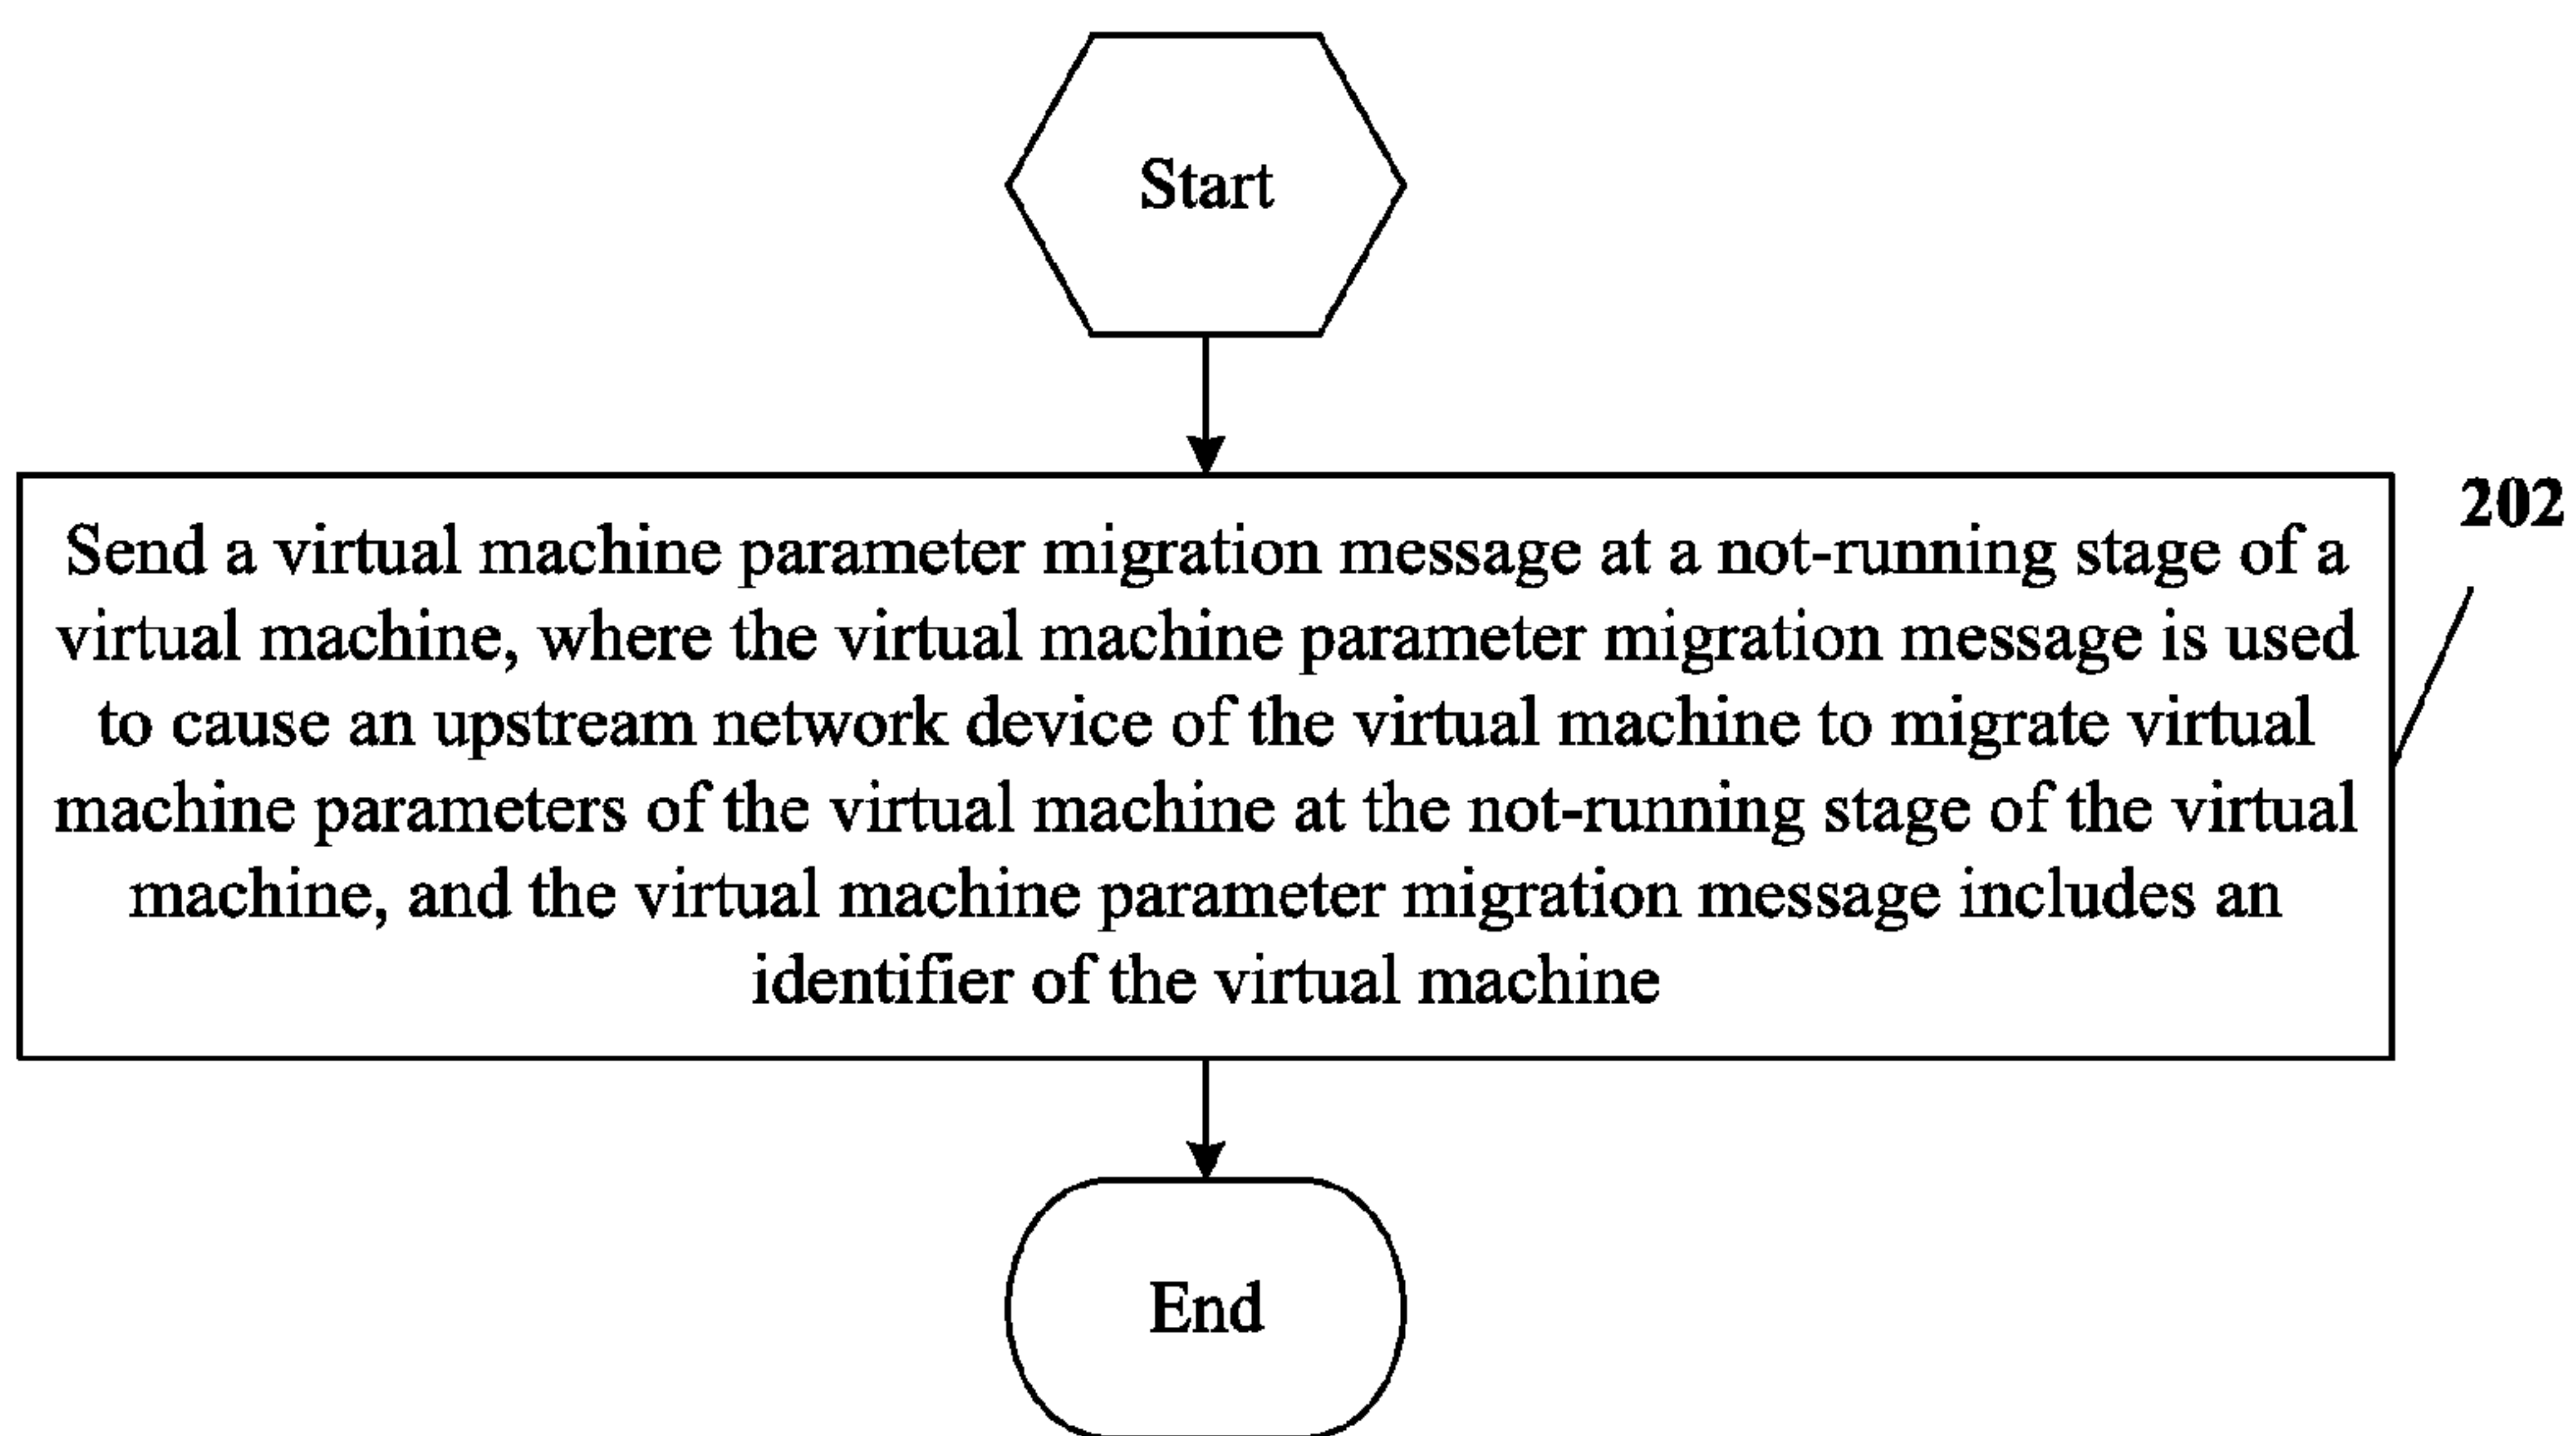 Start
202
Send a virtual machine parameter migration message at a not-running stage of a
virtual machine, where the virtual machine parameter migration message is used
to cause an upstream network device of the virtual machine to migrate virtual
machine parameters of the virtual machine at the not-running stage of the virtual
machine, and the virtual machine parameter migration message includes an
identifier of the virtual machine
End